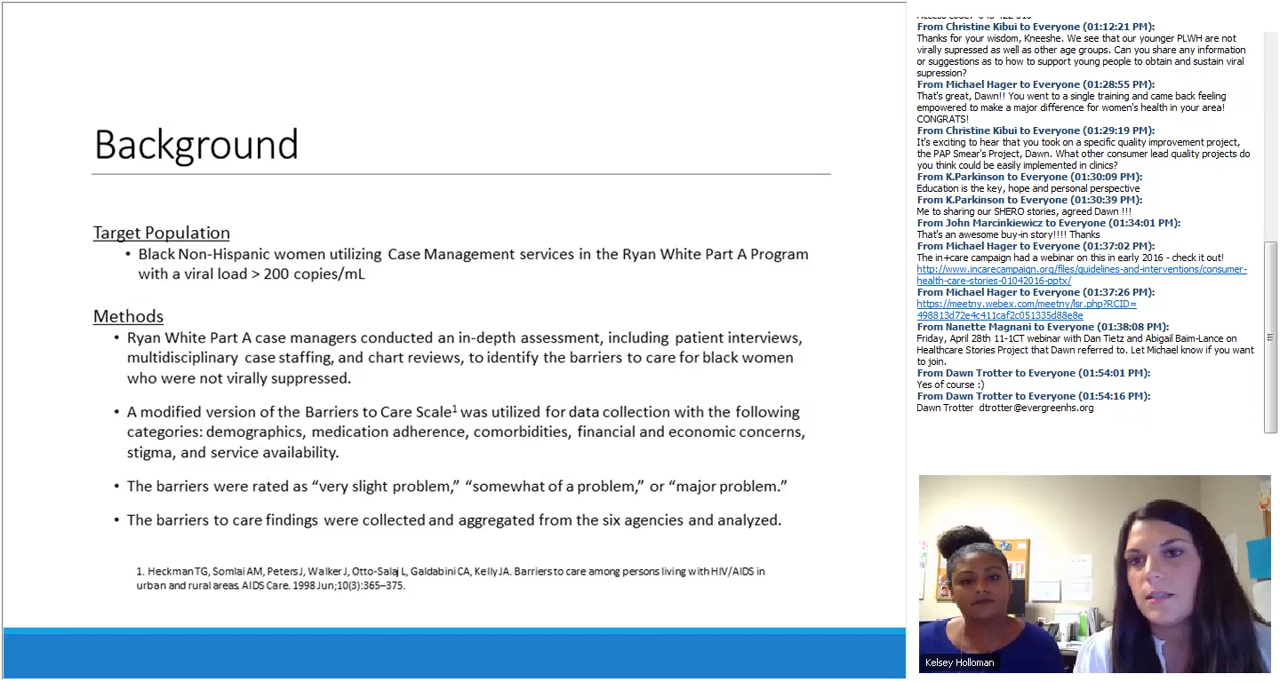 Background
Target Population
• Black Non-Hispanic women utilizing Case Management services in the Ryan White Part A Program
with a viral load > 200 copies/mL
Methods
• Ryan White Part A case managers conducted an in-depth assessment, including patient interviews,
multidisciplinary case staffing, and chart reviews, to identify the barriers to care for black women
who were not virally suppressed.
• A modified version of the Barriers to Care Scale¹ was utilized for data collection with the following
categories: demographics, medication adherence, comorbidities, financial and economic concerns,
stigma, and service availability.
• The barriers were rated as “very slight problem,” “somewhat of a problem,” or “major problem.”
• The barriers to care findings were collected and aggregated from the six agencies and analyzed.
1. Heckman TG, Somlai AM, Peters J, Walker J, Otto-Salaj L, Galdabini CA, Kelly JA. Barriers to care among persons living with HIV/AIDS in
urban and rural areas. AIDS Care. 1998 Jun;10(3):365–375.
From Christine Kibui to Everyone (01:12:21 PM):
Thanks for your wisdom, Kneeshe. We see that our younger PLWH are not
virally supressed as well as other age groups. Can you share any information
or suggestions as to how to support young people to obtain and sustain viral
supression?
From Michael Hager to Everyone (01:28:55 PM):
That's great, Dawn!! You went to a single training and came back feeling
empowered to make a major difference for women's health in your area!
CONGRATS!
From Christine Kibui to Everyone (01:29:19 PM):
It's exciting to hear that you took on a specific quality improvement project,
the PAP Smear's Project, Dawn. What other consumer lead quality projects do
you think could be easily implemented in clinics?
From K.Parkinson to Everyone (01:30:09 PM):
Education is the key, hope and personal perspective
From K.Parkinson to Everyone (01:30:39 PM):
Me to sharing our SHERO stories, agreed Dawn !!!
From John Marcinkiewicz to Everyone (01:34:01 PM):
That's an awesome buy-in story!!!! Thanks
From Michael Hager to Everyone (01:37:02 PM):
The in+care campaign had a webinar on this in early 2016 - check it out!
http://www.incarecampaign.org/files/guidelines-and-interventions/consumer-
health-care-stories-01042016-pptx/
From Michael Hager to Everyone (01:37:26 PM):
https://meetny.webex.com/meetny/lsr.php?RCID=
498813d72e4c411caf2c051335d88e8e
From Nanette Magnani to Everyone (01:38:08 PM):
Friday, April 28th 11-1CT webinar with Dan Tietz and Abigail Baim-Lance on
Healthcare Stories Project that Dawn referred to. Let Michael know if you want
to join.
From Dawn Trotter to Everyone (01:54:01 PM):
Yes of course :)
From Dawn Trotter to Everyone (01:54:16 PM):
Dawn Trotter dtrotter@evergreenhs.org
Kelsey Holloman